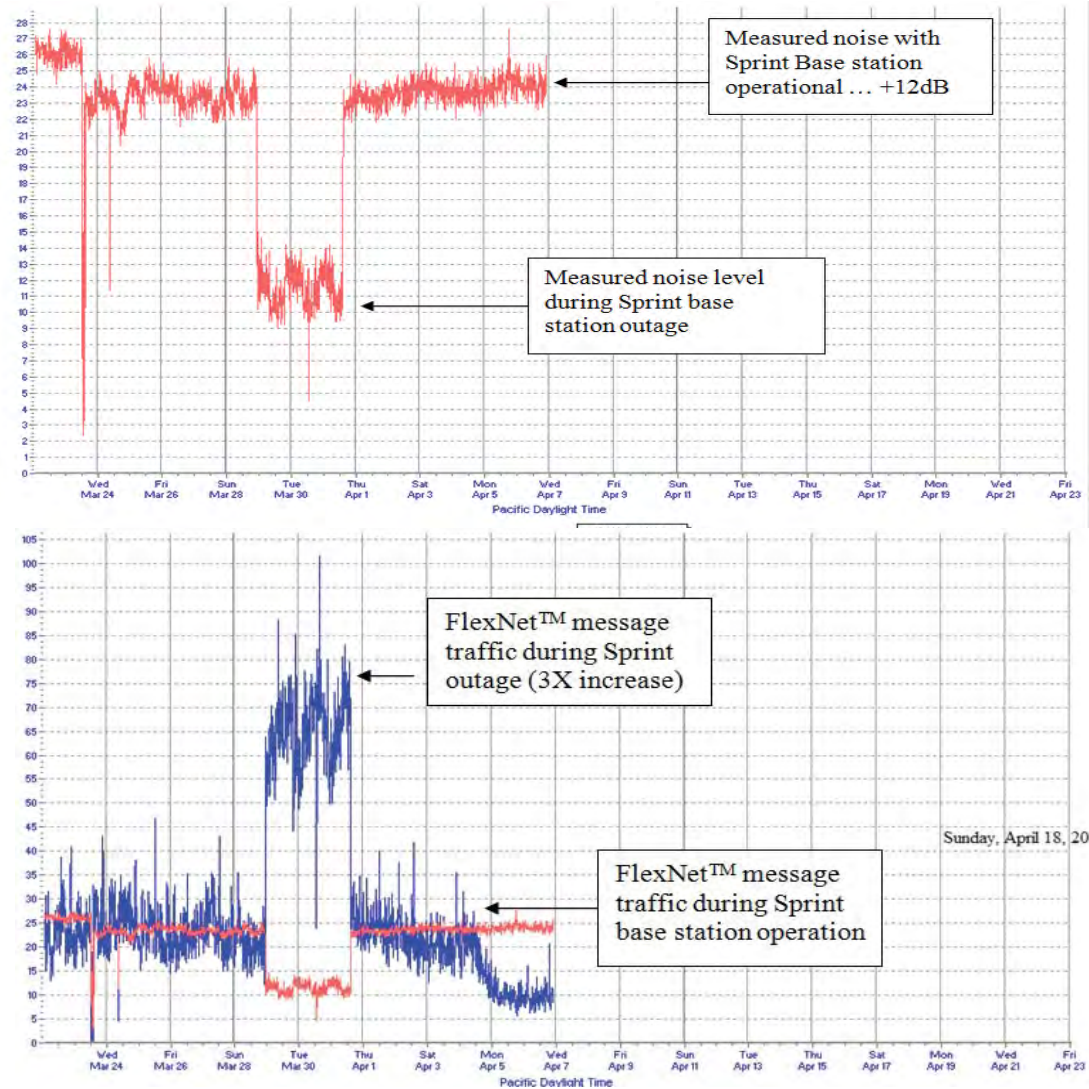 28
27
26
25
24
23
22
21
20
19
18
17
16
15
14
13
12
11
10
9
8
7
6
5
4
3
2
1
0
Measured noise with
Sprint Base station
operational … +12dB
Measured noise level
during Sprint base
station outage
Wed Fri Sun Tue Thu Sat Mon Wed Fri Sun Tue Thu Sat Mon Wed Fri
Mar 24 Mar 26 Mar 28 Mar 30 Apr 1 Apr 3 Apr 5 Apr 7 Apr 9 Apr 11 Apr 13 Apr 15 Apr 17 Apr 19 Apr 21 Apr 23
Pacific Daylight Time
105
100
95
90
85
80
75
70
65
60
55
50
45
40
35
30
25
20
15
10
5
0
FlexNet™ message
traffic during Sprint
outage (3X increase)
Sunday, April 18, 20
FlexNet™ message
traffic during Sprint
base station operation
Wed Fri Sun Tue Thu Sat Mon Wed Fri Sun Tue Thu Sat Mon Wed Fri
Mar 24 Mar 26 Mar 28 Mar 30 Apr 1 Apr 3 Apr 5 Apr 7 Apr 9 Apr 11 Apr 13 Apr 15 Apr 17 Apr 19 Apr 21 Apr 23
Pacific Daylight Time